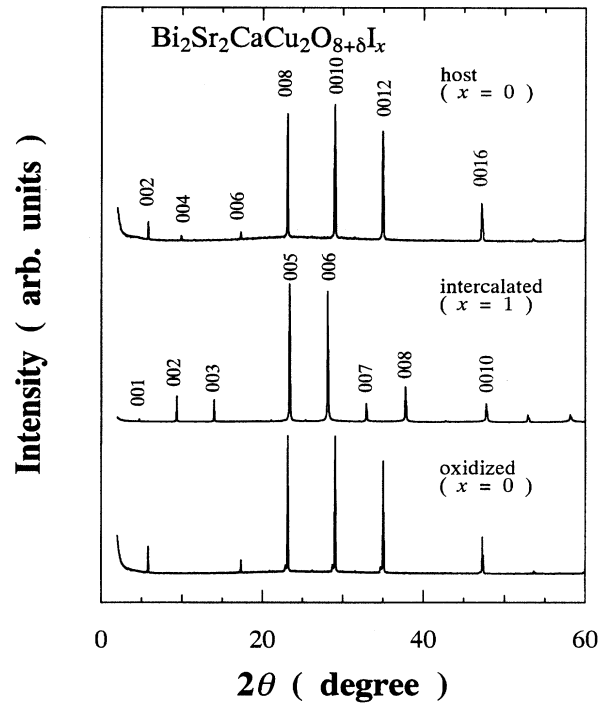 Bi₂Sr₂CaCu₂O₈₊δIₓ
host
( x = 0 )
002
004
006
008
0010
0012
0016
intercalated
( x = 1 )
001
002
003
005
006
007
008
0010
oxidized
( x = 0 )
Intensity ( arb. units )
0
20
40
60
2θ ( degree )